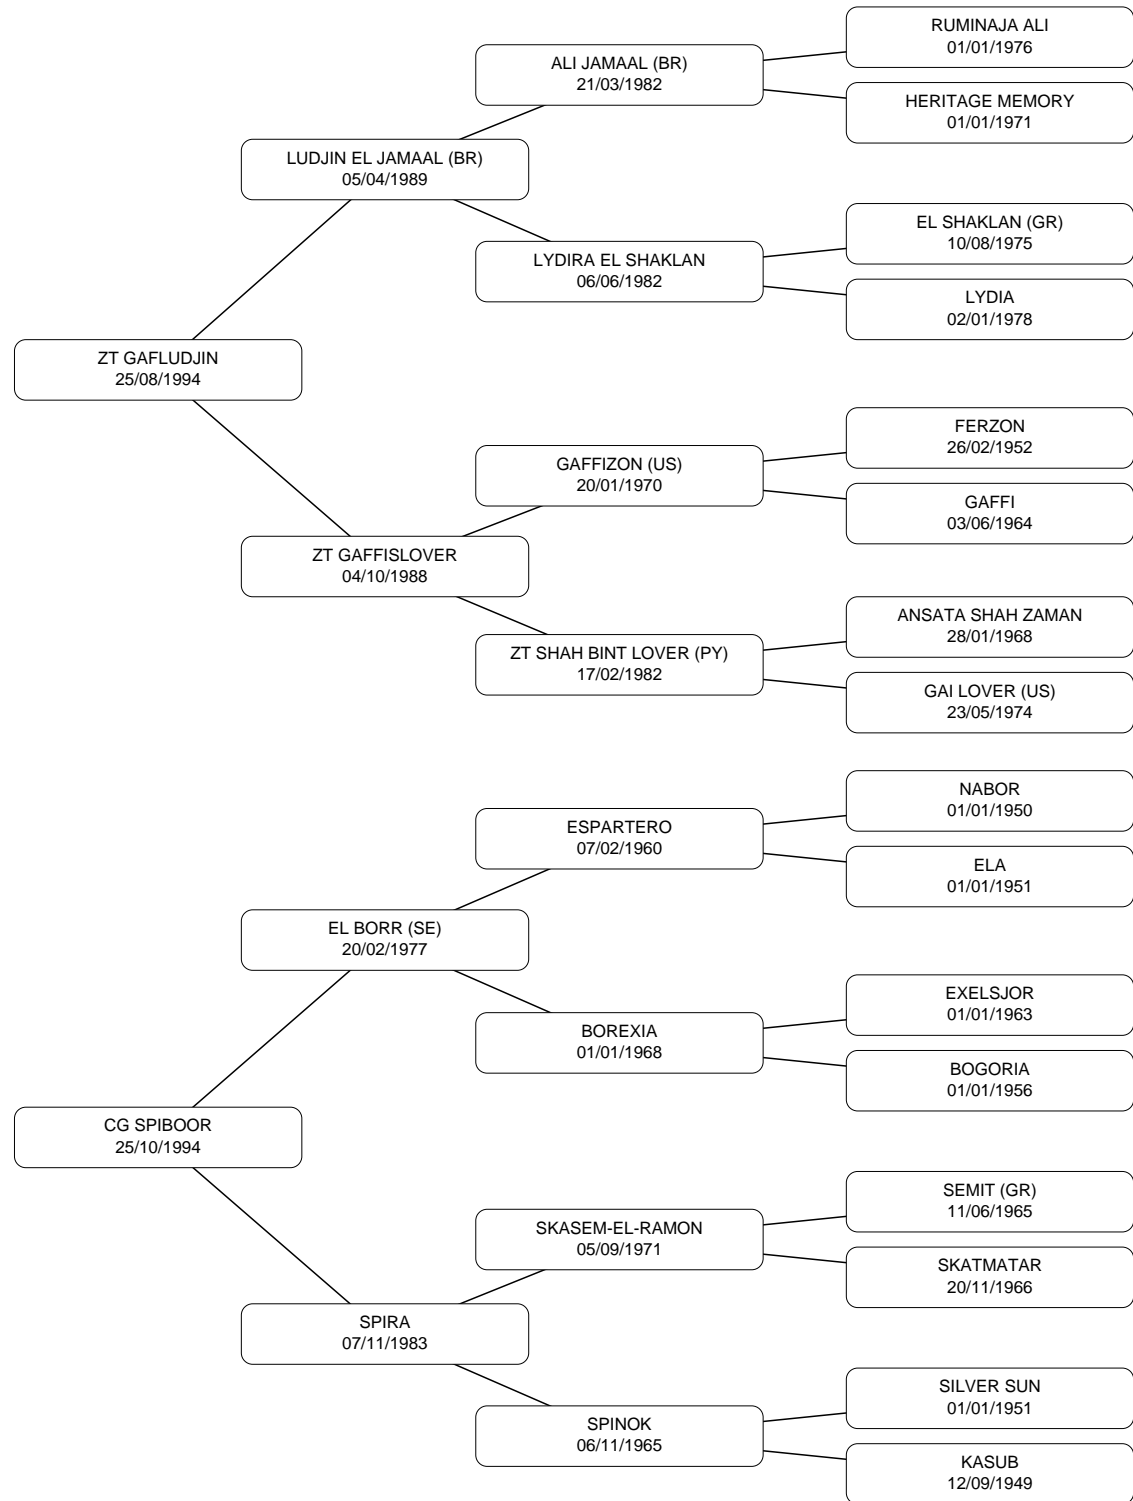 RUMINAJA ALI
01/01/1976
ALI JAMAAL (BR)
21/03/1982
HERITAGE MEMORY
01/01/1971
LUDJIN EL JAMAAL (BR)
05/04/1989
EL SHAKLAN (GR)
10/08/1975
LYDIRA EL SHAKLAN
06/06/1982
LYDIA
02/01/1978
ZT GAFLUDJIN
25/08/1994
FERZON
26/02/1952
GAFFIZON (US)
20/01/1970
GAFFI
03/06/1964
ZT GAFFISLOVER
04/10/1988
ANSATA SHAH ZAMAN
28/01/1968
ZT SHAH BINT LOVER (PY)
17/02/1982
GAI LOVER (US)
23/05/1974
NABOR
01/01/1950
ESPARTERO
07/02/1960
ELA
01/01/1951
EL BORR (SE)
20/02/1977
EXELSJOR
01/01/1963
BOREXIA
01/01/1968
BOGORIA
01/01/1956
CG SPIBOOR
25/10/1994
SEMIT (GR)
11/06/1965
SKASEM-EL-RAMON
05/09/1971
SKATMATAR
20/11/1966
SPIRA
07/11/1983
SILVER SUN
01/01/1951
SPINOK
06/11/1965
KASUB
12/09/1949